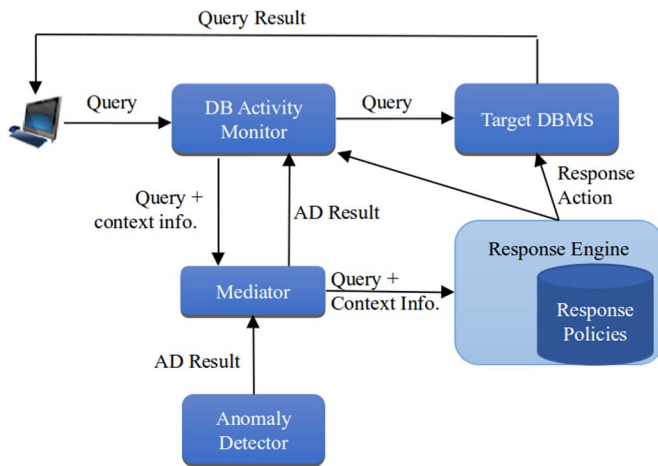 Query Result
Query
DB Activity
Monitor
Query
Target DBMS
Query +
context info.
AD Result
Response
Action
Response Engine
Mediator
Query +
Context Info.
Response
Policies
AD Result
Anomaly
Detector